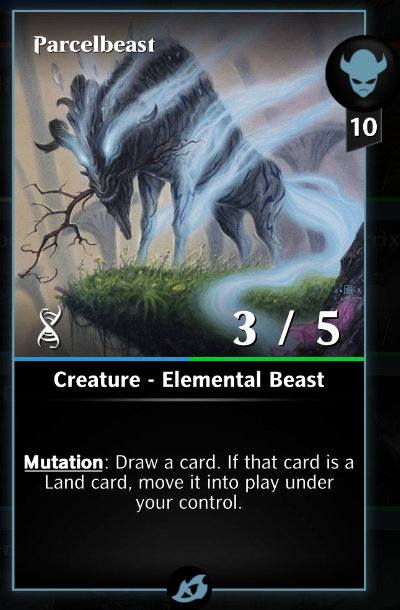 Parcelbeast
10
3 / 5
Creature - Elemental Beast
Mutation: Draw a card. If that card is a
Land card, move it into play under
your control.